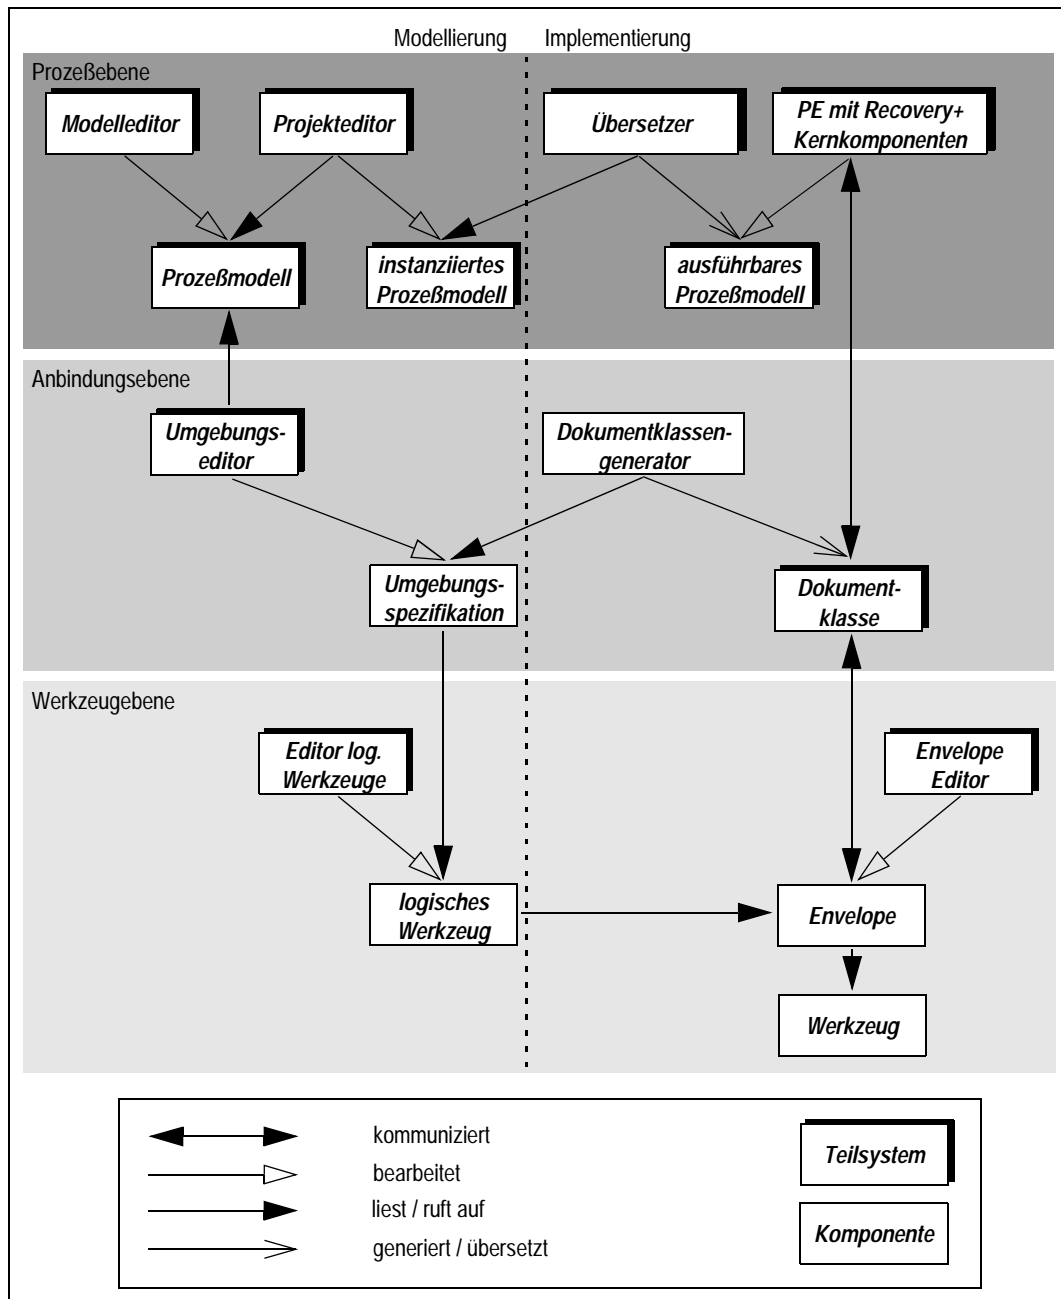 Modellierung
Implementierung
Prozeßebene
Modelleditor
Projekteditor
Übersetzer
PE mit Recovery+
Kernkomponenten
Prozeßmodell
instanziiertes
Prozeßmodell
ausführbares
Prozeßmodell
Anbindungsebene
Umgebungs-
editor
Dokumentklassen-
generator
Umgebungs-
spezifikation
Dokument-
klasse
Werkzeugebene
Editor log.
Werkzeuge
Envelope
Editor
logisches
Werkzeug
Envelope
Werkzeug
kommuniziert
bearbeitet
liest / ruft auf
generiert / übersetzt
Teilsystem
Komponente